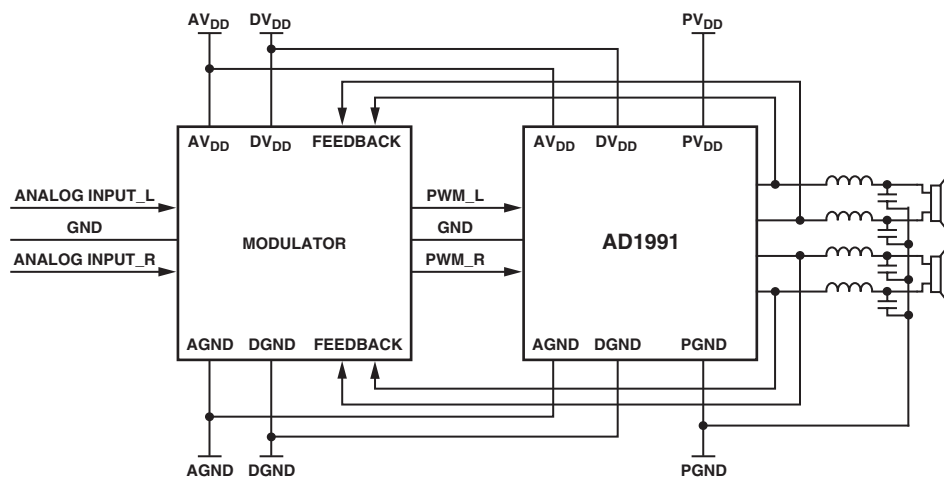 AVDD DVDD PVDD
AVDD DVDD FEEDBACK AVDD DVDD PVDD
ANALOG INPUT_L PWM_L
GND GND
MODULATOR AD1991
ANALOG INPUT_R PWM_R
AGND DGND FEEDBACK AGND DGND PGND
AGND DGND PGND